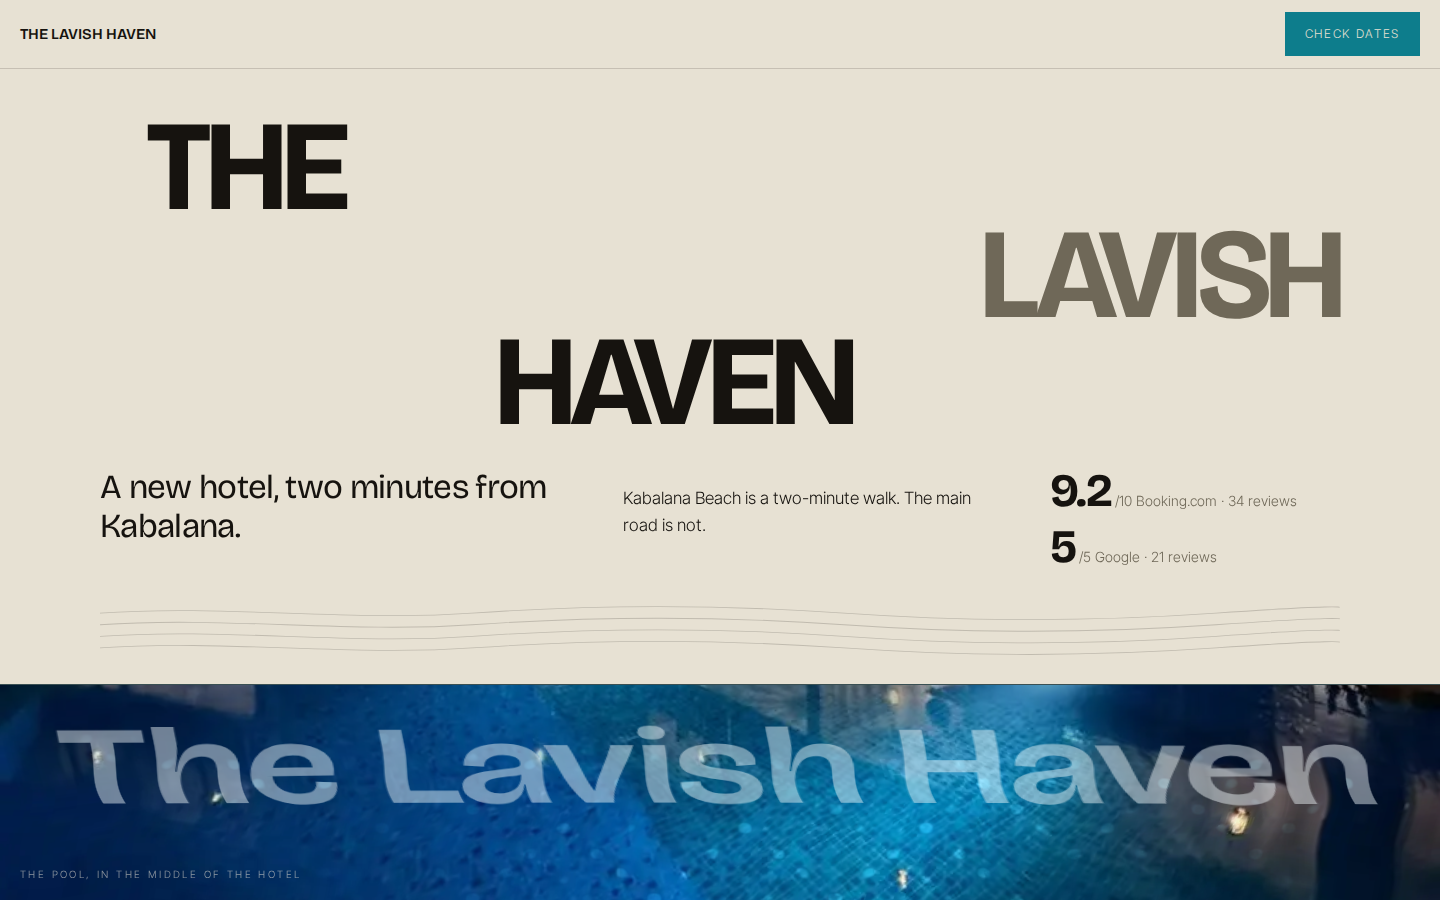 THE LAVISH HAVEN
CHECK DATES
THE
LAVISH
HAVEN
A new hotel, two minutes from
Kabalana.
Kabalana Beach is a two-minute walk. The main
road is not.
9.2 /10 Booking.com · 34 reviews
5 /5 Google · 21 reviews
The Lavish Haven
THE POOL, IN THE MIDDLE OF THE HOTEL